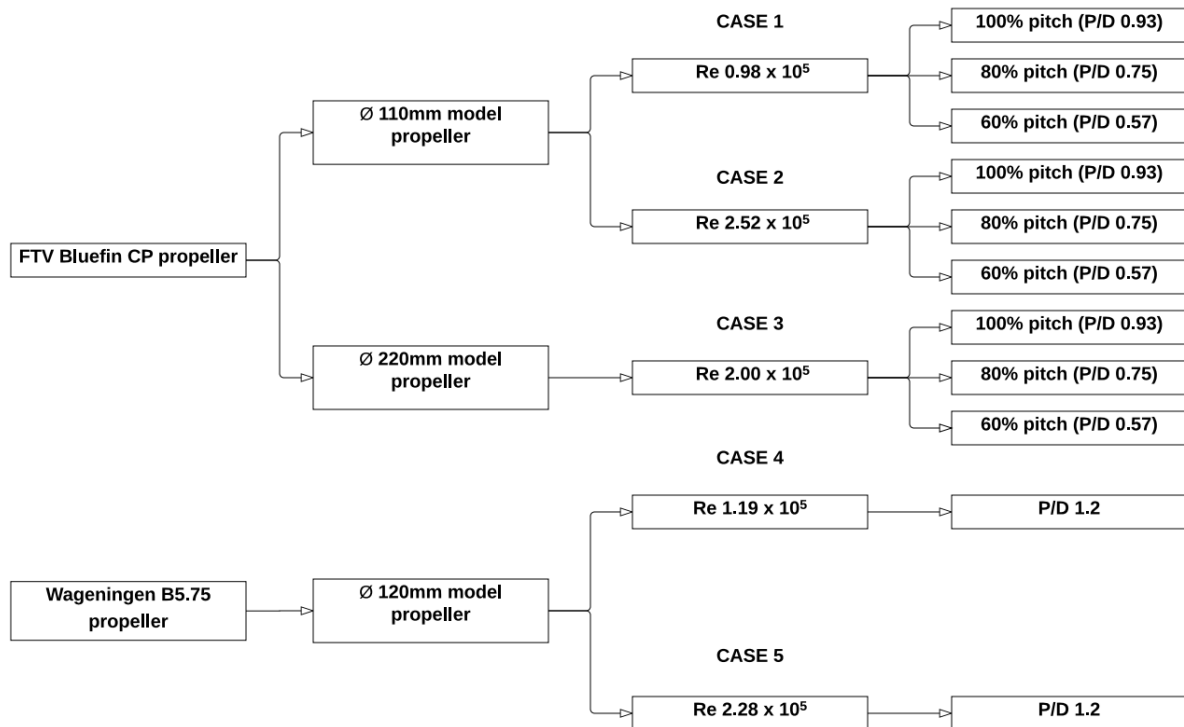 CASE 1
100% pitch (P/D 0.93)
Re 0.98 x 10⁵
80% pitch (P/D 0.75)
Ø 110mm model
propeller
60% pitch (P/D 0.57)
CASE 2
100% pitch (P/D 0.93)
Re 2.52 x 10⁵
80% pitch (P/D 0.75)
FTV Bluefin CP propeller
60% pitch (P/D 0.57)
CASE 3
100% pitch (P/D 0.93)
Ø 220mm model
propeller
Re 2.00 x 10⁵
80% pitch (P/D 0.75)
60% pitch (P/D 0.57)
CASE 4
Re 1.19 x 10⁵
P/D 1.2
Wageningen B5.75
propeller
Ø 120mm model
propeller
CASE 5
Re 2.28 x 10⁵
P/D 1.2